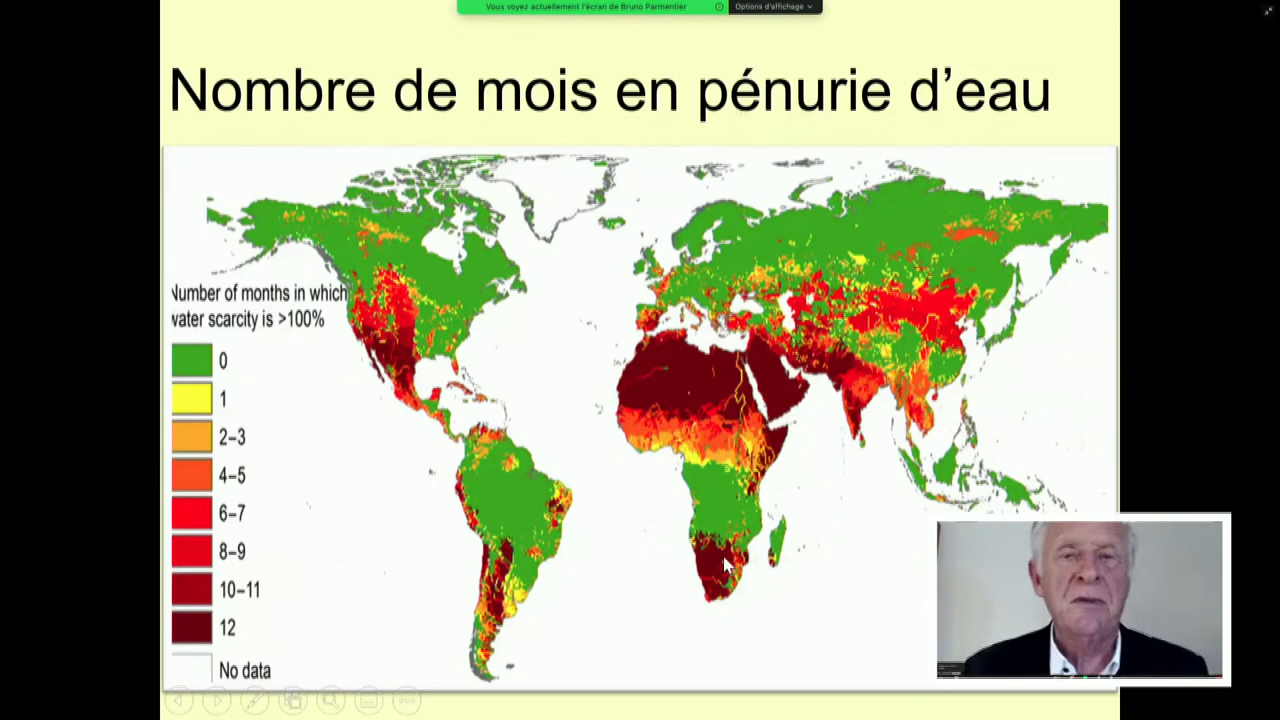 Vous voyez actuellement l'écran de Bruno Parmentier
Options d'affichage
Nombre de mois en pénurie d'eau
Number of months in which
water scarcity is >100%
0
1
2–3
4–5
6–7
8–9
10–11
12
No data